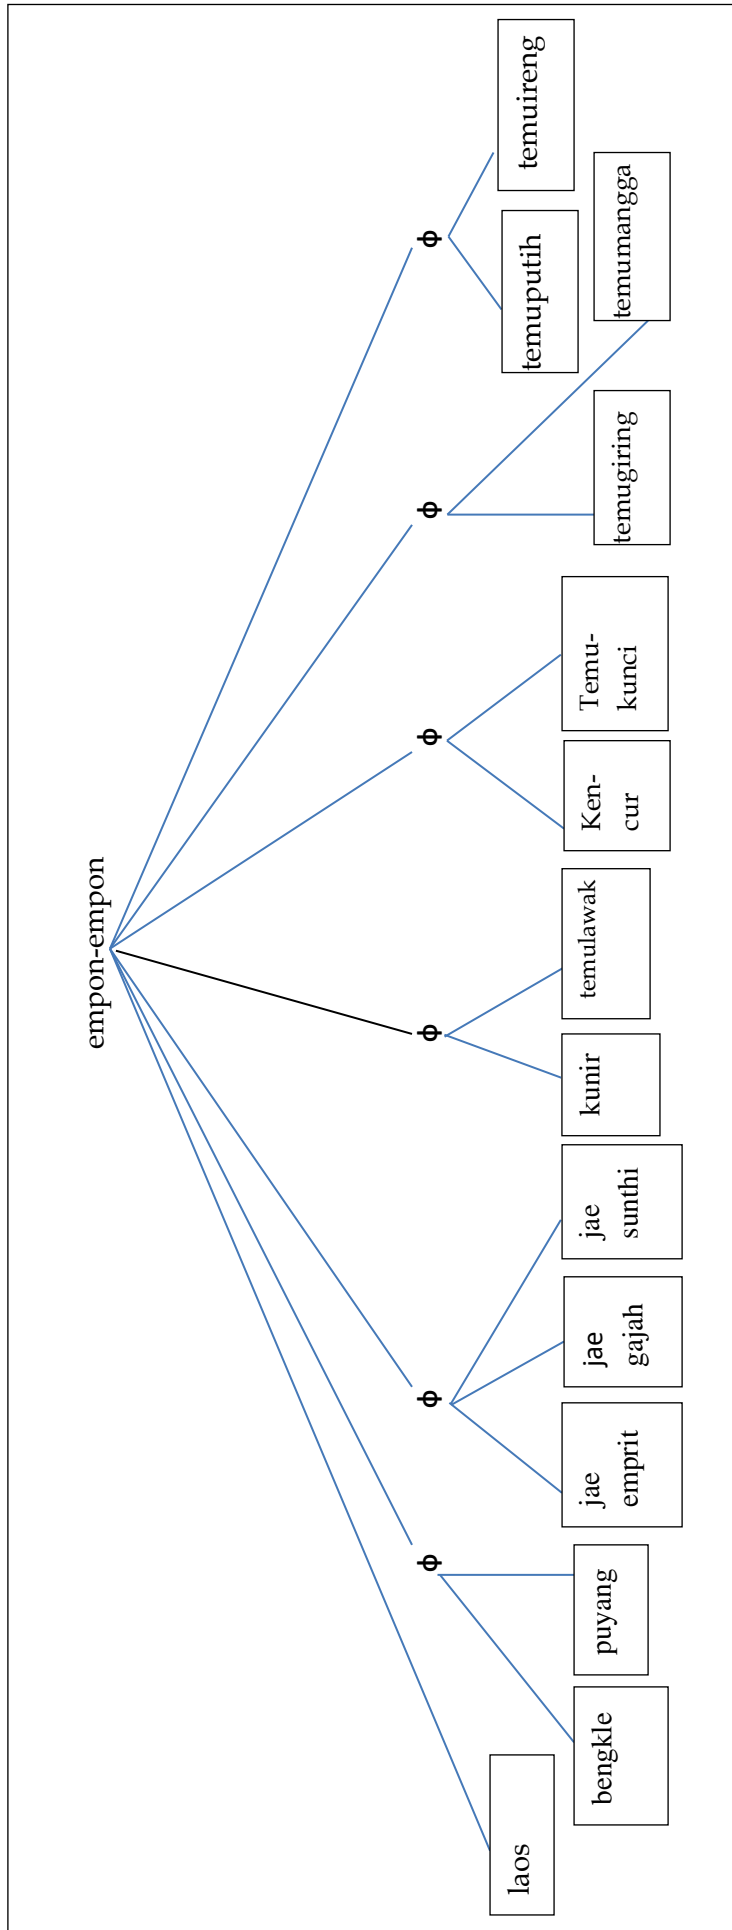 empon-empon
ɸ
ɸ
ɸ
ɸ
ɸ
ɸ
laos
bengkle
puyang
jae
emprit
jae
gajah
jae
sunthi
kunir
temulawak
Ken-
cur
Temu-
kunci
temugiring
temumangga
temuputih
temuireng